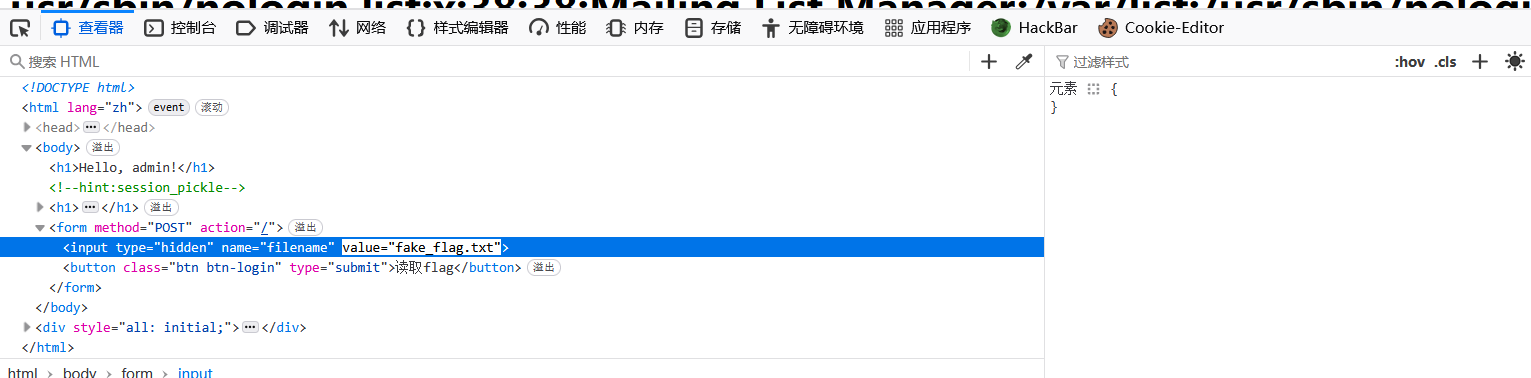 usr/sbin/nologin list:x:38:38:Mailing List Manager:/var/list:/usr/sbin/nologi
查看器 控制台 调试器 网络 样式编辑器 性能 内存 存储 无障碍环境 应用程序 HackBar Cookie-Editor
搜索 HTML 过滤样式 :hov .cls
<!DOCTYPE html> 元素 {
<html lang="zh"> event 滚动 }
<head> ··· </head>
<body> 溢出
<h1>Hello, admin!</h1>
<!--hint:session_pickle-->
<h1> ··· </h1> 溢出
<form method="POST" action="/"> 溢出
<input type="hidden" name="filename" value="fake_flag.txt">
<button class="btn btn-login" type="submit">读取flag</button> 溢出
</form>
</body>
<div style="all: initial;"> ··· </div>
</html>
html › body › form › input